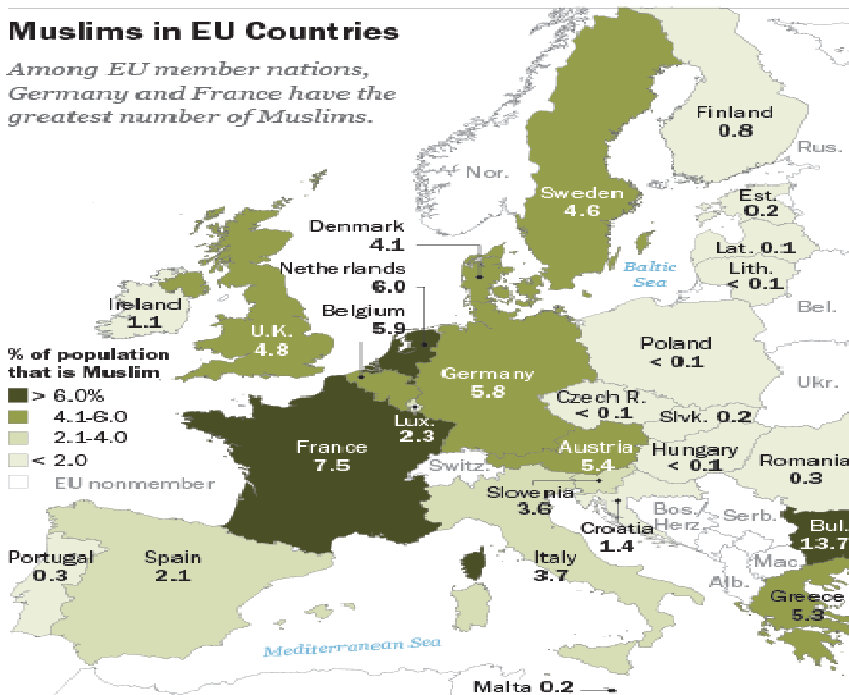 Muslims in EU Countries
Among EU member nations,
Germany and France have the
greatest number of Muslims.
Finland
0.8
Rus.
Nor.
Sweden
4.6
Est.
0.2
Denmark
4.1
Lat. 0.1
Netherlands
6.0
Baltic
Sea
Lith.
< 0.1
Ireland
1.1
Belgium
5.9
Bel.
U.K.
4.8
Poland
< 0.1
% of population
that is Muslim
> 6.0%
4.1-6.0
2.1-4.0
< 2.0
EU nonmember
Germany
5.8
Ukr.
Czech R.
< 0.1
Slvk. 0.2
Lux.
2.3
France
7.5
Austria
5.4
Hungary
< 0.1
Romania
0.3
Switz.
Slovenia
3.6
Croatia
1.4
Bos./
Herz.
Serb.
Bul.
13.7
Portugal
0.3
Spain
2.1
Italy
3.7
Mac.
Alb.
Greece
5.3
Mediterranean Sea
Malta 0.2